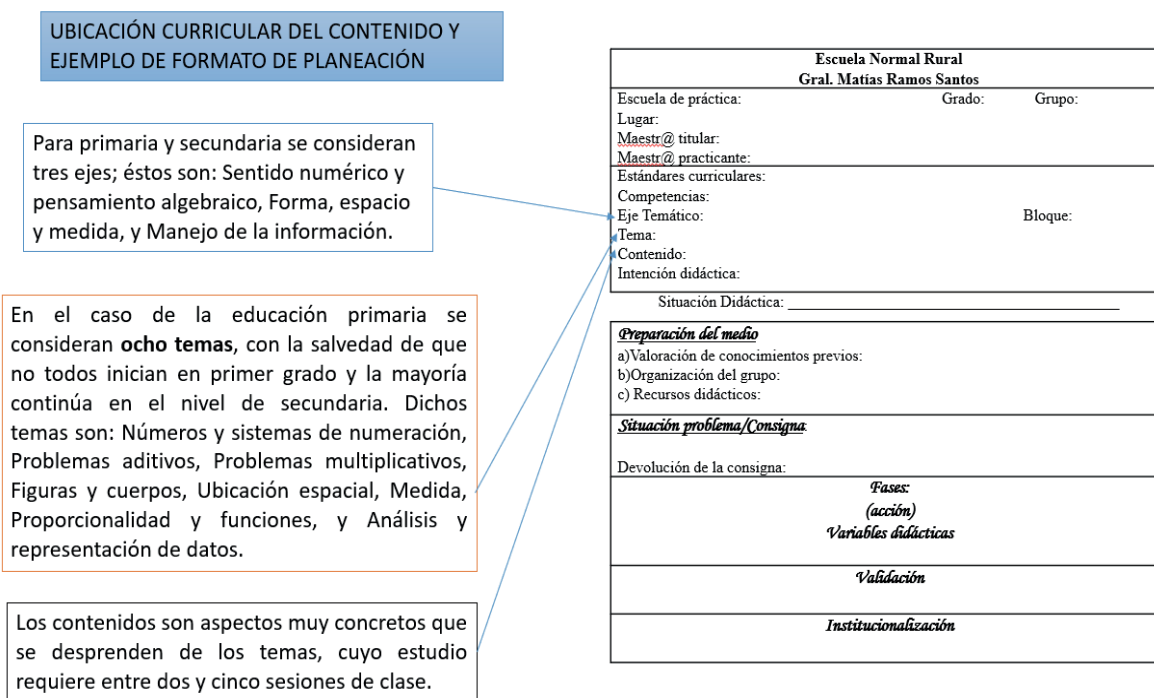 UBICACIÓN CURRICULAR DEL CONTENIDO Y
EJEMPLO DE FORMATO DE PLANEACIÓN
Para primaria y secundaria se consideran
tres ejes; éstos son: Sentido numérico y
pensamiento algebraico, Forma, espacio
y medida, y Manejo de la información.
En el caso de la educación primaria se
consideran ocho temas, con la salvedad de que
no todos inician en primer grado y la mayoría
continúa en el nivel de secundaria. Dichos
temas son: Números y sistemas de numeración,
Problemas aditivos, Problemas multiplicativos,
Figuras y cuerpos, Ubicación espacial, Medida,
Proporcionalidad y funciones, y Análisis y
representación de datos.
Los contenidos son aspectos muy concretos que
se desprenden de los temas, cuyo estudio
requiere entre dos y cinco sesiones de clase.
Escuela Normal Rural
Gral. Matías Ramos Santos
Escuela de práctica: Grado: Grupo:
Lugar:
Maestr@ titular:
Maestr@ practicante:
Estándares curriculares:
Competencias:
Eje Temático: Bloque:
Tema:
Contenido:
Intención didáctica:
Situación Didáctica: ______________________
Preparación del medio
a)Valoración de conocimientos previos:
b)Organización del grupo:
c) Recursos didácticos:
Situación problema/Consigna:
Devolución de la consigna:
Fases:
(acción)
Variables didácticas
Validación
Institucionalización